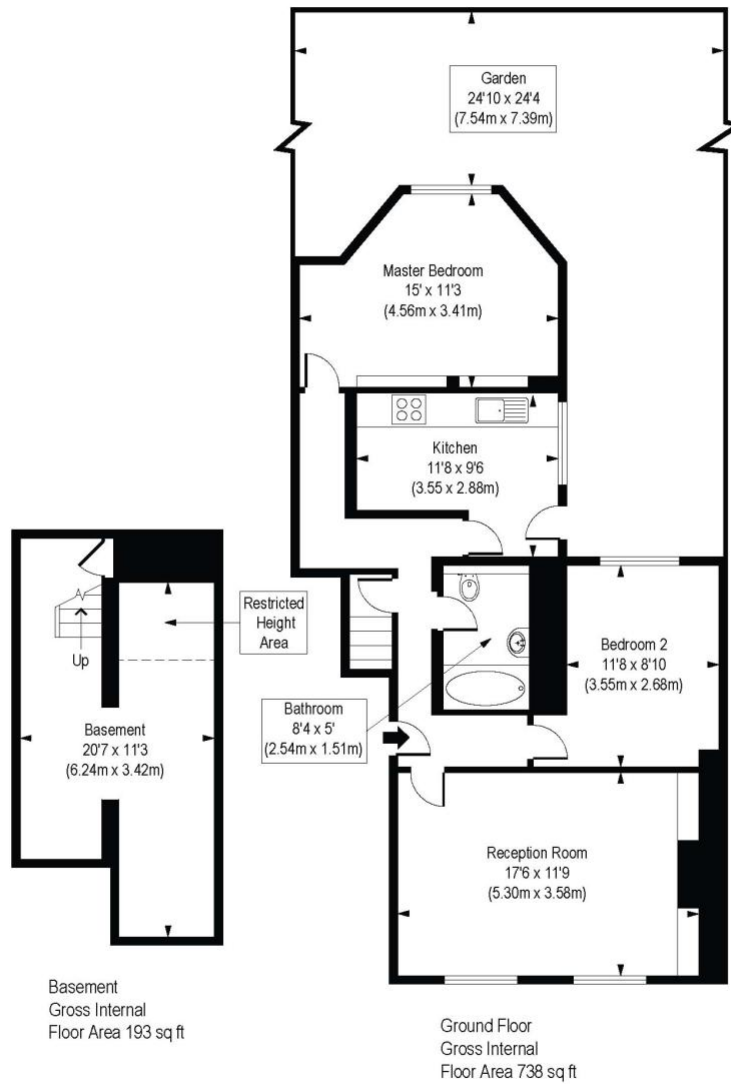 Garden
24'10 x 24'4
(7.54m x 7.39m)
Master Bedroom
15' x 11'3
(4.56m x 3.41m)
Kitchen
11'8 x 9'6
(3.55 x 2.88m)
Restricted
Height
Area
Up
Basement
20'7 x 11'3
(6.24m x 3.42m)
Bathroom
8'4 x 5'
(2.54m x 1.51m)
Bedroom 2
11'8 x 8'10
(3.55m x 2.68m)
Reception Room
17'6 x 11'9
(5.30m x 3.58m)
Basement
Gross Internal
Floor Area 193 sq ft
Ground Floor
Gross Internal
Floor Area 738 sq ft